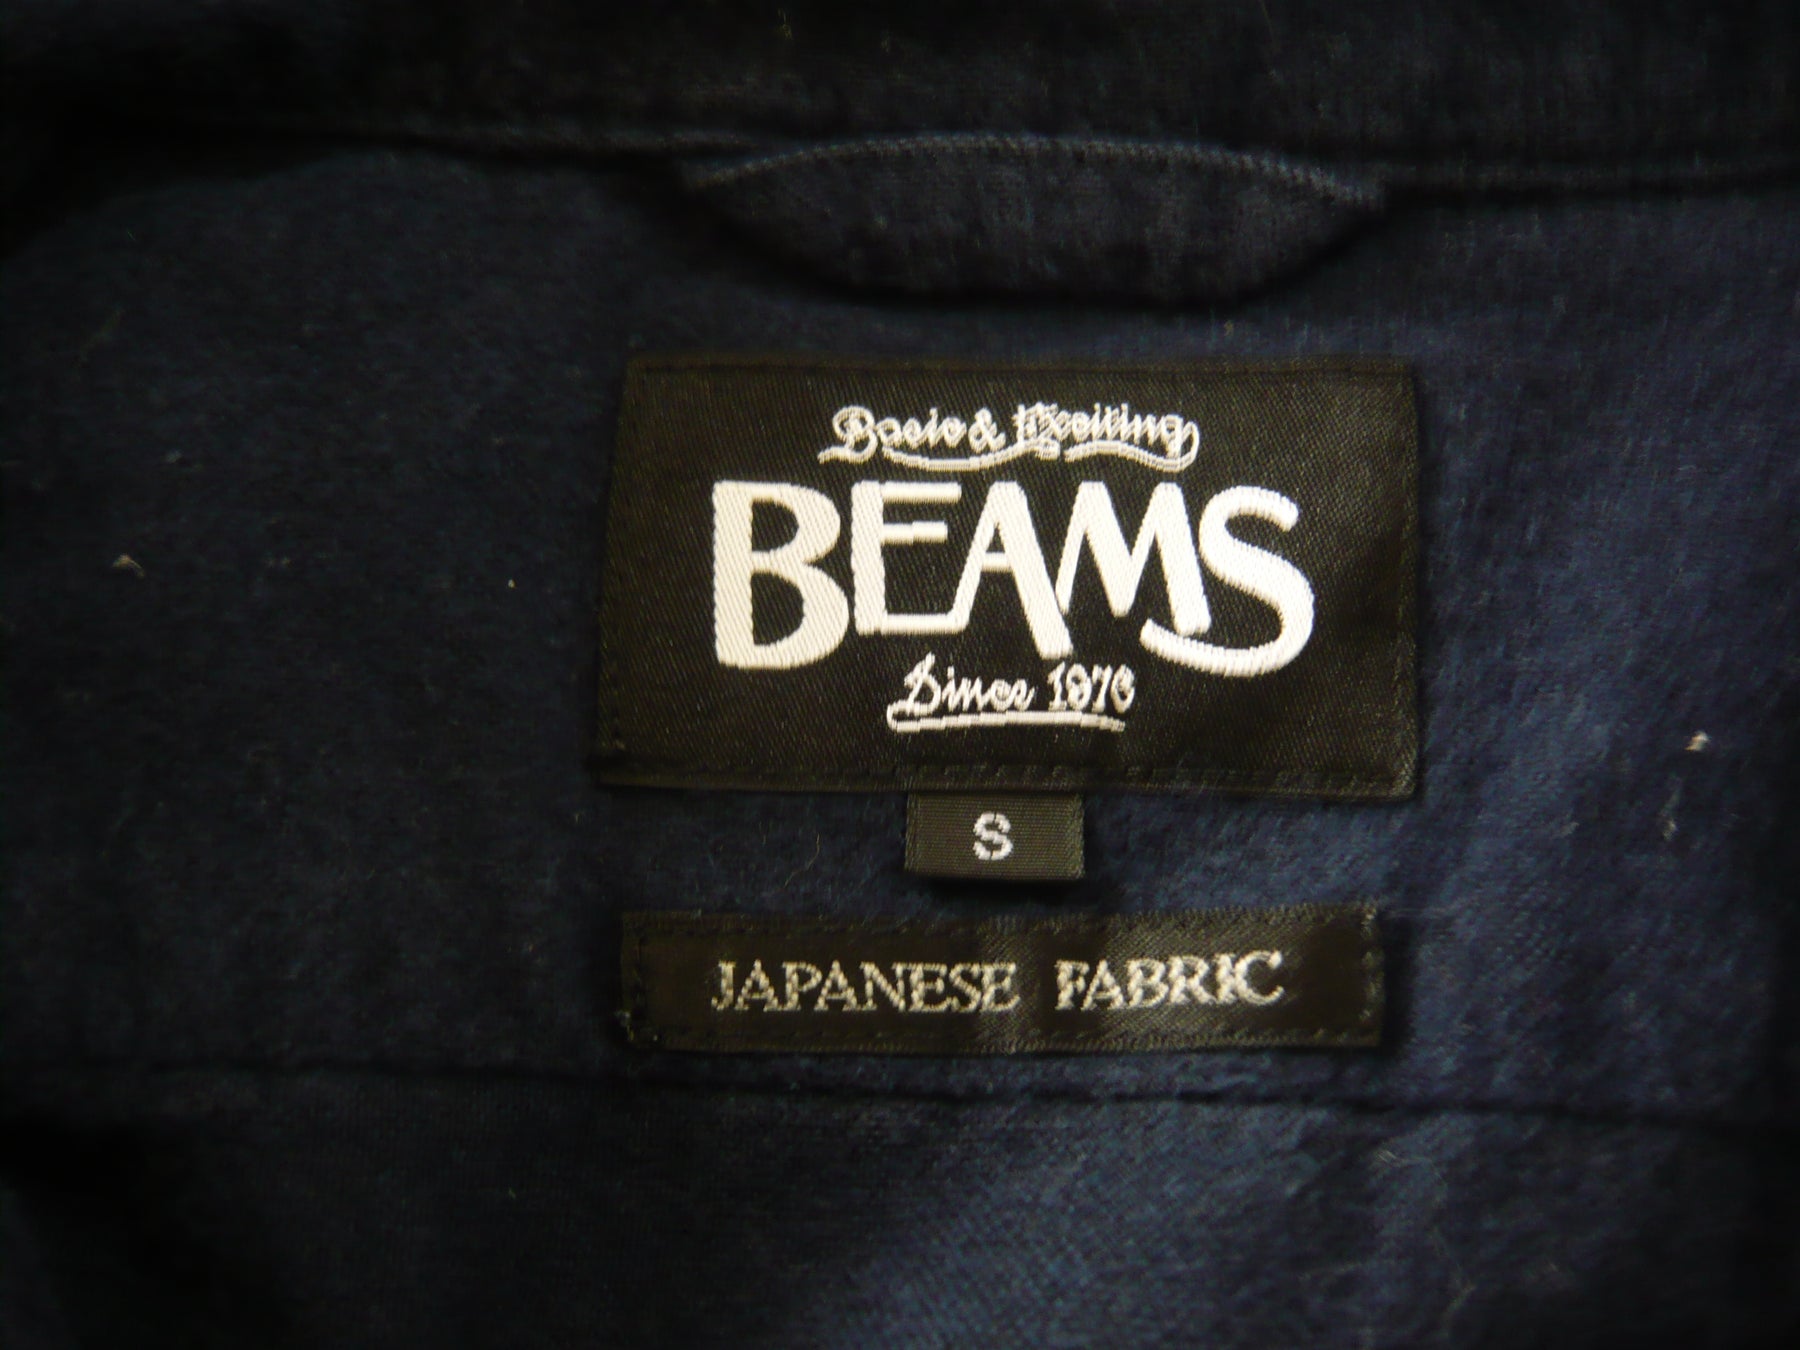 Basic & Exciting
BEAMS
Since 1976
S
JAPANESE FABRIC